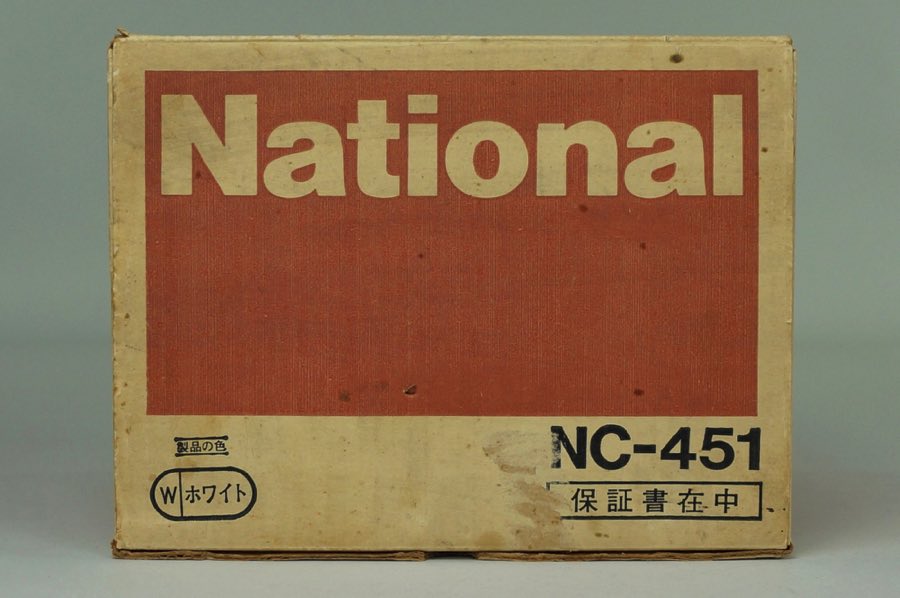 National
製品の色
W ホワイト
NC-451
保証書在中